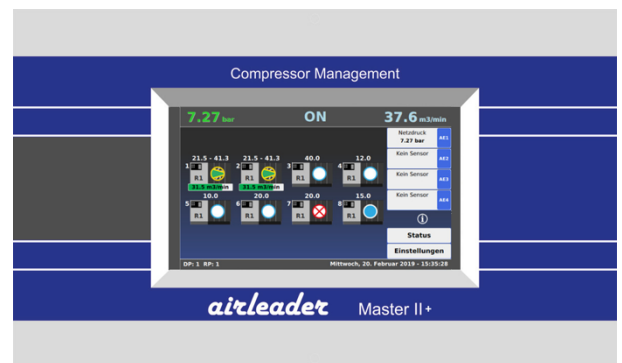 Compressor Management
7.27 bar ON 37.6 m3/min
Netzdruck
7.27 bar AE1
21.5 - 41.3 21.5 - 41.3 40.0 12.0
Kein Sensor AE2
1 R1 2 R1 3 R1 4 R1
Kein Sensor AE3
31.5 m3/min 31.5 m3/min
Kein Sensor AE4
10.0 20.0 20.0 15.0
5 R1 6 R1 7 R1 8 R1
i
Status
Einstellungen
DP: 1 RP: 1 Mittwoch, 20. Februar 2019 - 15:35:28
airleader Master II+